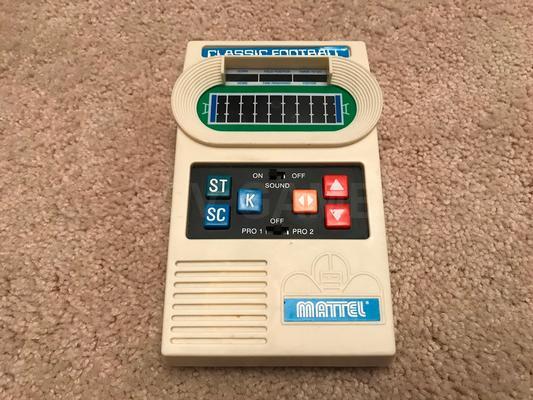 CLASSIC FOOTBALL
ON OFF
SOUND
ST
K
SC
OFF
PRO 1 PRO 2
MATTEL